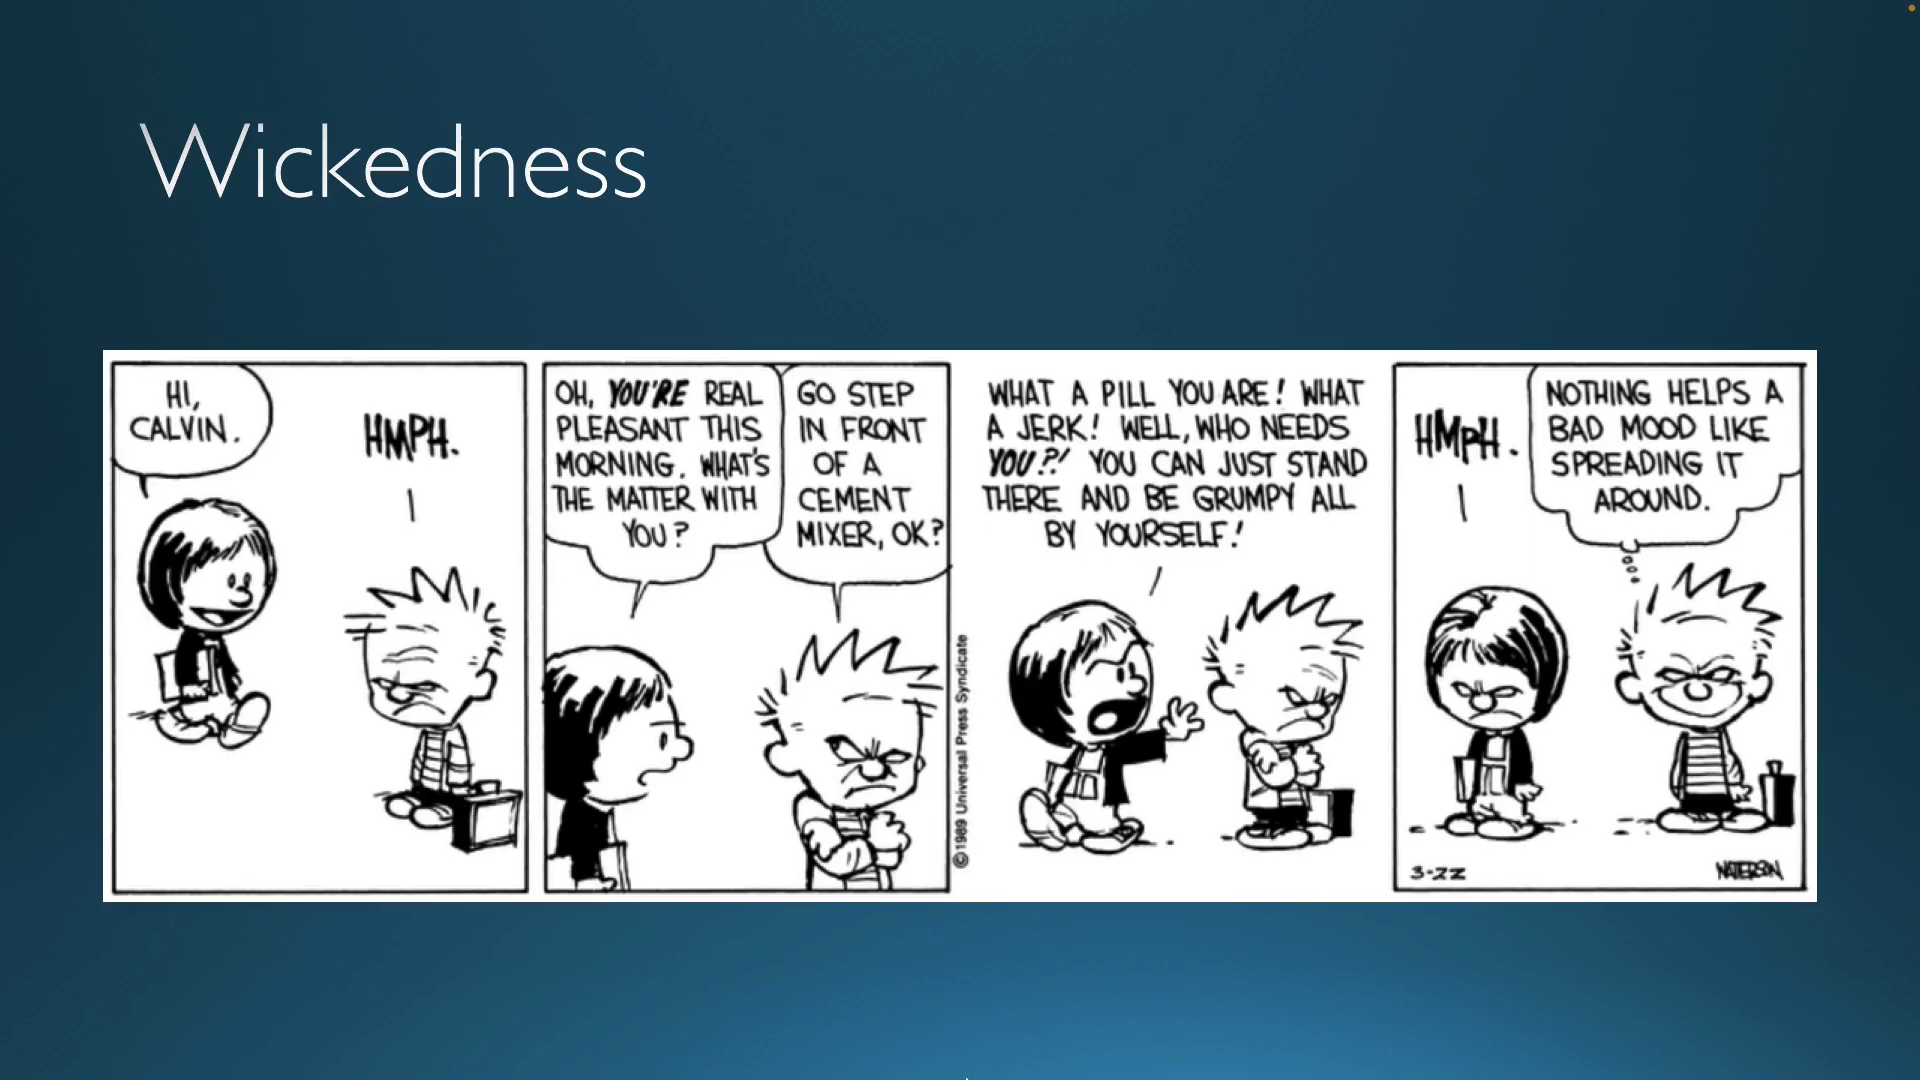 Wickedness
HI,
CALVIN.
HMPH.
OH, YOU'RE REAL
PLEASANT THIS
MORNING. WHAT'S
THE MATTER WITH
YOU?
GO STEP
IN FRONT
OF A
CEMENT
MIXER, OK?
©1989 Universal Press Syndicate
WHAT A PILL YOU ARE! WHAT
A JERK! WELL, WHO NEEDS
YOU?! YOU CAN JUST STAND
THERE AND BE GRUMPY ALL
BY YOURSELF!
HMPH.
NOTHING HELPS A
BAD MOOD LIKE
SPREADING IT
AROUND.
3-22
WATERSON